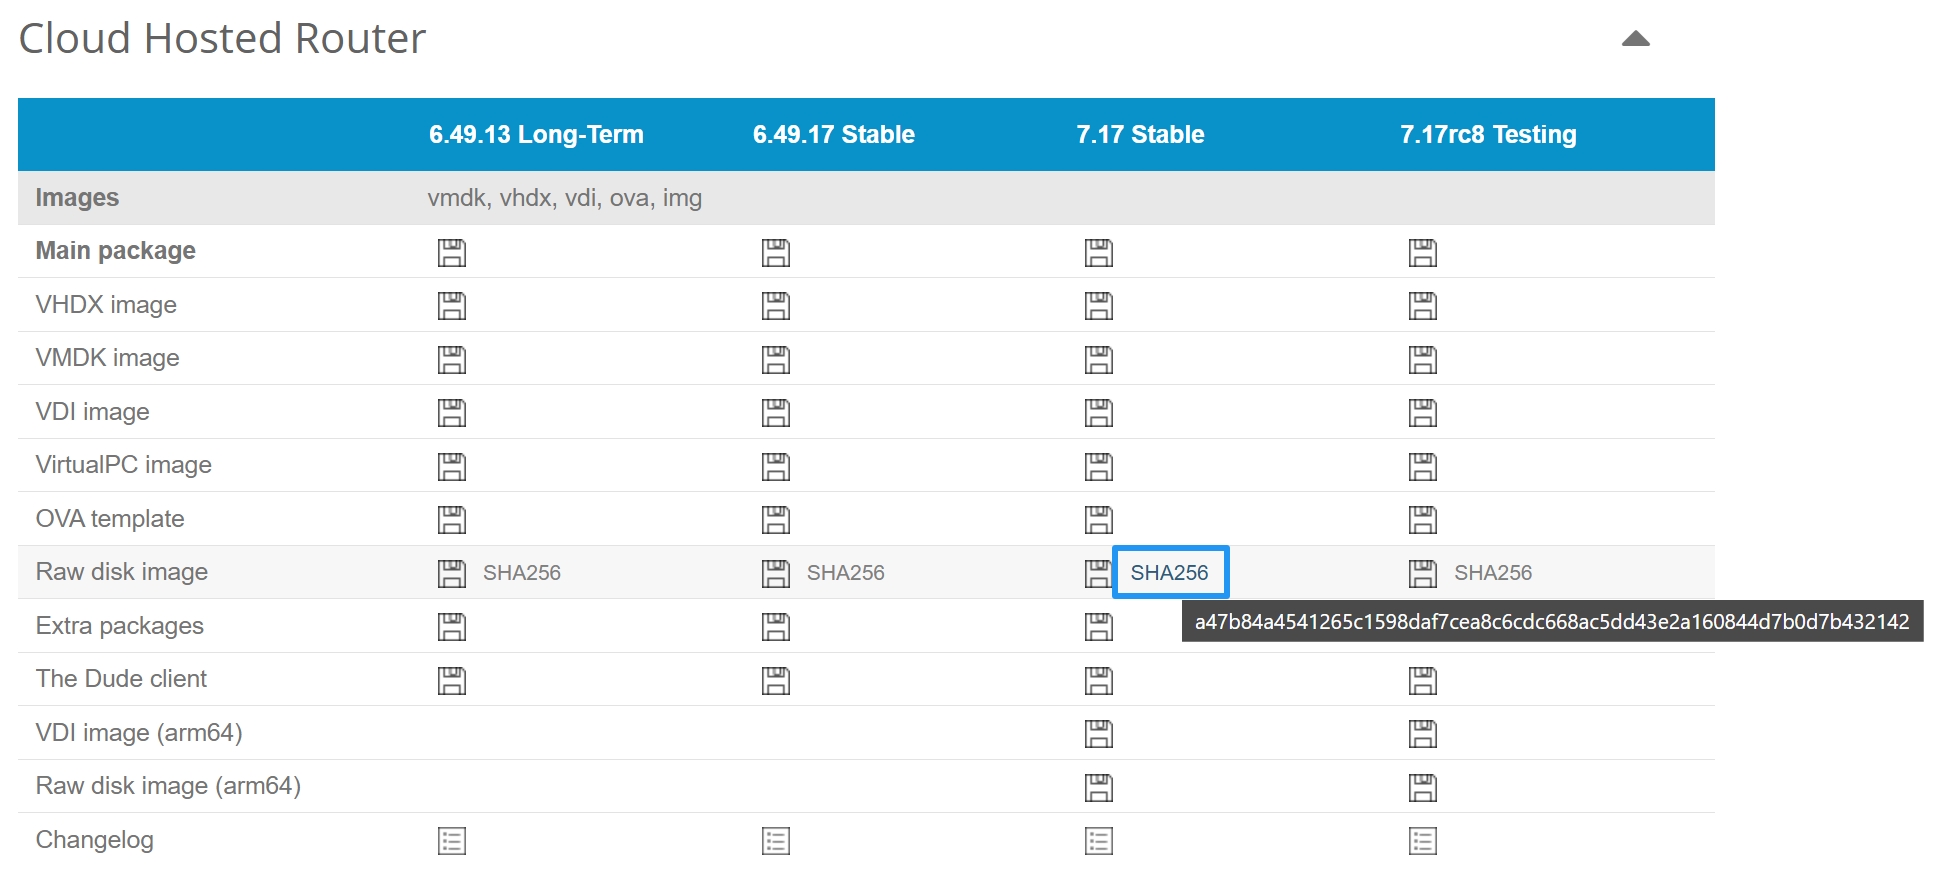 Cloud Hosted Router
6.49.13 Long-Term 6.49.17 Stable 7.17 Stable 7.17rc8 Testing
Images vmdk, vhdx, vdi, ova, img
Main package
VHDX image
VMDK image
VDI image
VirtualPC image
OVA template
Raw disk image SHA256 SHA256 SHA256 SHA256
a47b84a4541265c1598daf7cea8c6cdc668ac5dd43e2a160844d7b0d7b432142
Extra packages
The Dude client
VDI image (arm64)
Raw disk image (arm64)
Changelog